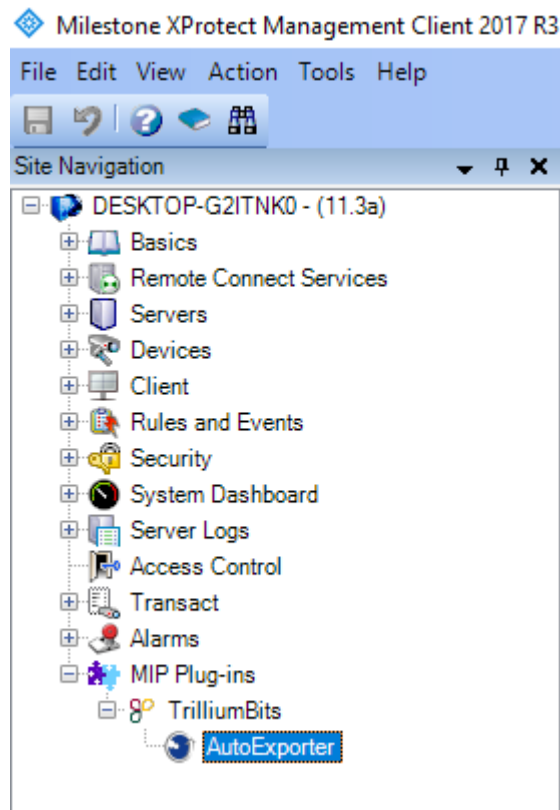 Milestone XProtect Management Client 2017 R3
File Edit View Action Tools Help
Site Navigation
DESKTOP-G2ITNK0 - (11.3a)
Basics
Remote Connect Services
Servers
Devices
Client
Rules and Events
Security
System Dashboard
Server Logs
Access Control
Transact
Alarms
MIP Plug-ins
TrilliumBits
AutoExporter